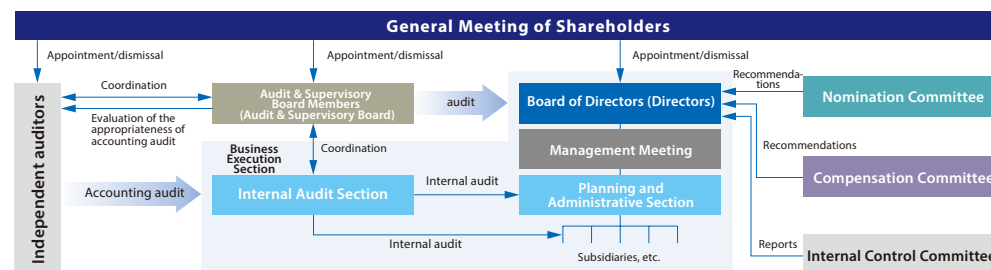 General Meeting of Shareholders
Appointment/dismissal
Appointment/dismissal
Appointment/dismissal
Independent auditors
Coordination
Evaluation of the
appropriateness of
accounting audit
Audit & Supervisory
Board Members
(Audit & Supervisory Board)
audit
Board of Directors (Directors)
Recommenda-
tions
Nomination Committee
Business
Execution
Section
Coordination
Management Meeting
Recommendations
Compensation Committee
Accounting audit
Internal Audit Section
Internal audit
Planning and
Administrative Section
Internal audit
Subsidiaries, etc.
Reports
Internal Control Committee